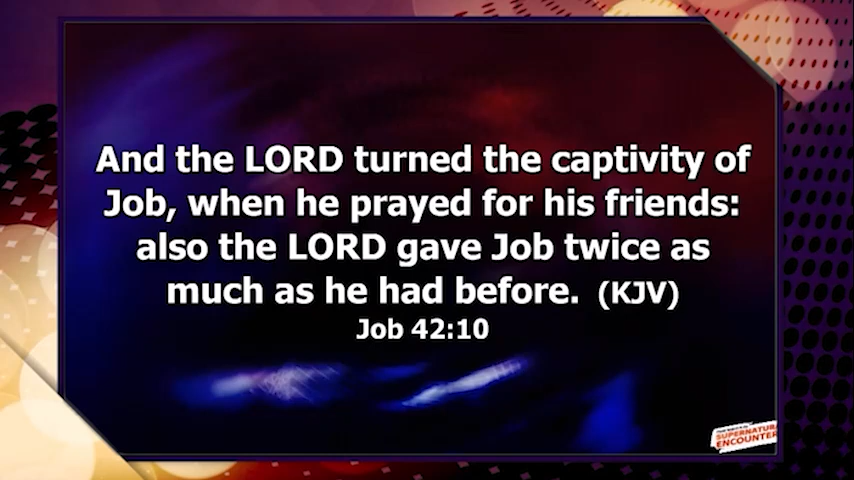 And the LORD turned the captivity of
Job, when he prayed for his friends:
also the LORD gave Job twice as
much as he had before. (KJV)
Job 42:10
SUPERNATURAL
ENCOUNTER